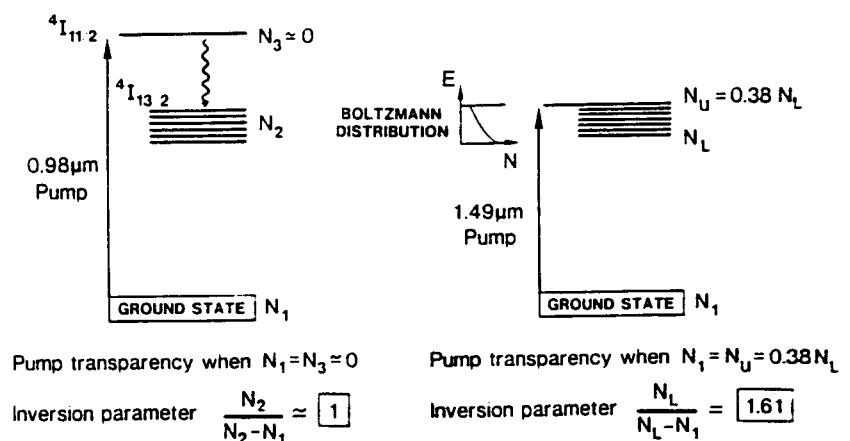 ⁴I₁₁ ₂
N₃ ≃ 0
⁴I₁₃ ₂
N₂
0.98μm
Pump
GROUND STATE
N₁
Pump transparency when N₁=N₃≃0
Inversion parameter N₂ / N₂-N₁ ≃ 1
E
BOLTZMANN
DISTRIBUTION
N
N_U = 0.38 N_L
N_L
1.49μm
Pump
GROUND STATE
N₁
Pump transparency when N₁=N_U=0.38N_L
Inversion parameter N_L / N_L-N₁ = 1.61